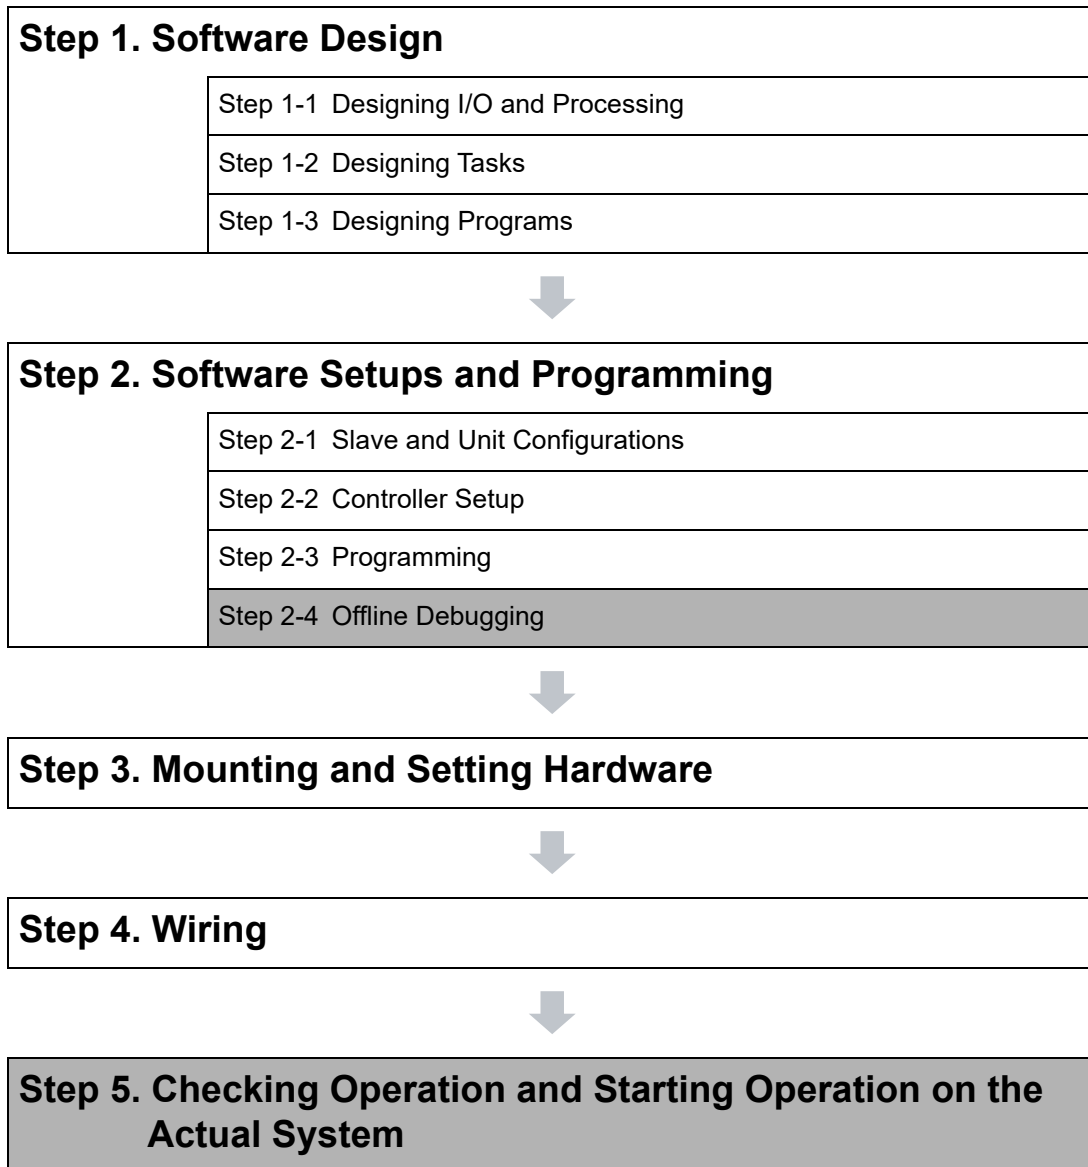 Step 1. Software Design
Step 1-1 Designing I/O and Processing
Step 1-2 Designing Tasks
Step 1-3 Designing Programs
Step 2. Software Setups and Programming
Step 2-1 Slave and Unit Configurations
Step 2-2 Controller Setup
Step 2-3 Programming
Step 2-4 Offline Debugging
Step 3. Mounting and Setting Hardware
Step 4. Wiring
Step 5. Checking Operation and Starting Operation on the
Actual System